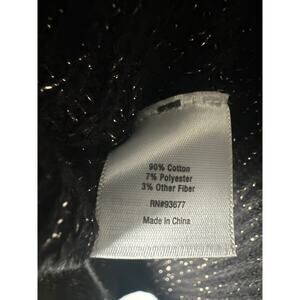 90% Cotton
7% Polyester
3% Other Fiber
RN#93677
Made in China